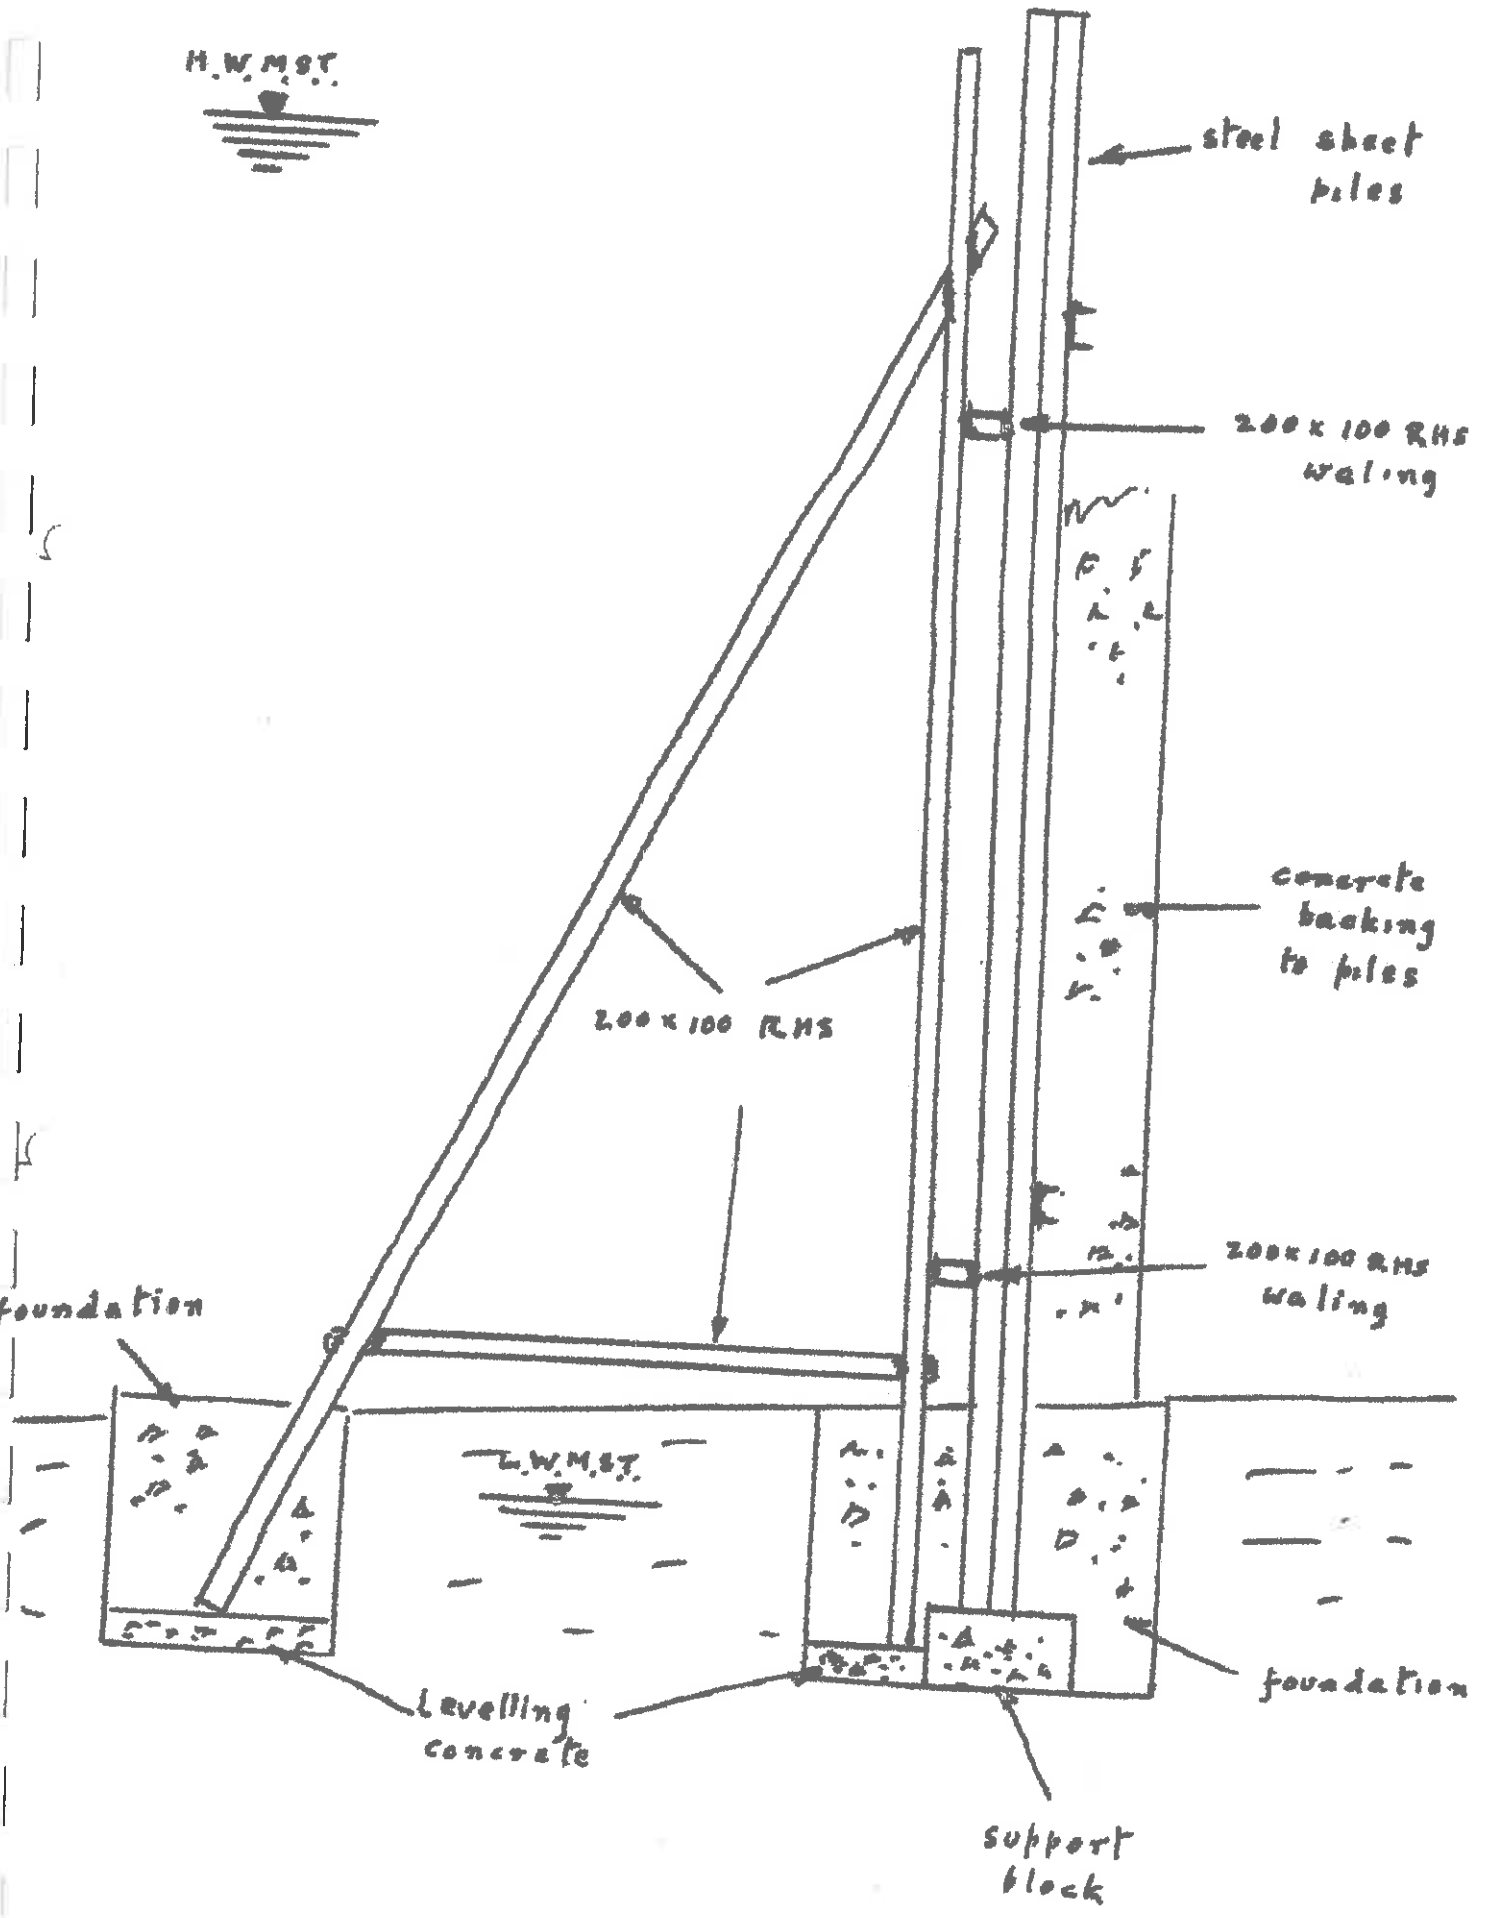 H.W.M.S.T.
steel sheet
piles
200 x 100 RHS
waling
concrete
backing
to piles
200 x 100 RHS
200 x 100 RHS
waling
foundation
L.W.M.S.T.
foundation
Levelling
concrete
support
block